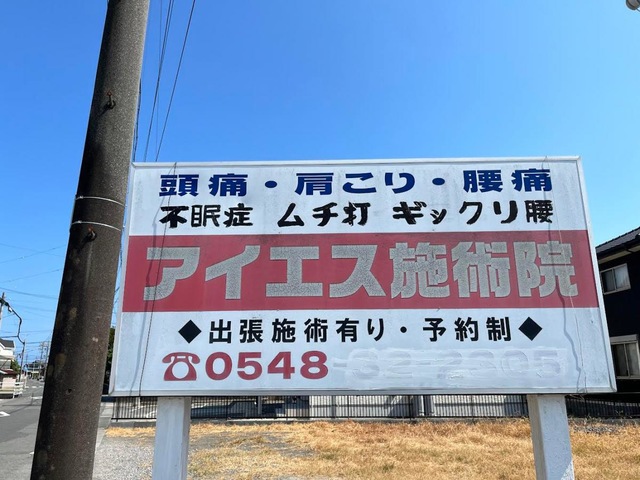 頭痛・肩こり・腰痛
不眠症 ムチ打 ギックリ腰
アイエス施術院
◆出張施術有り・予約制◆
☎0548